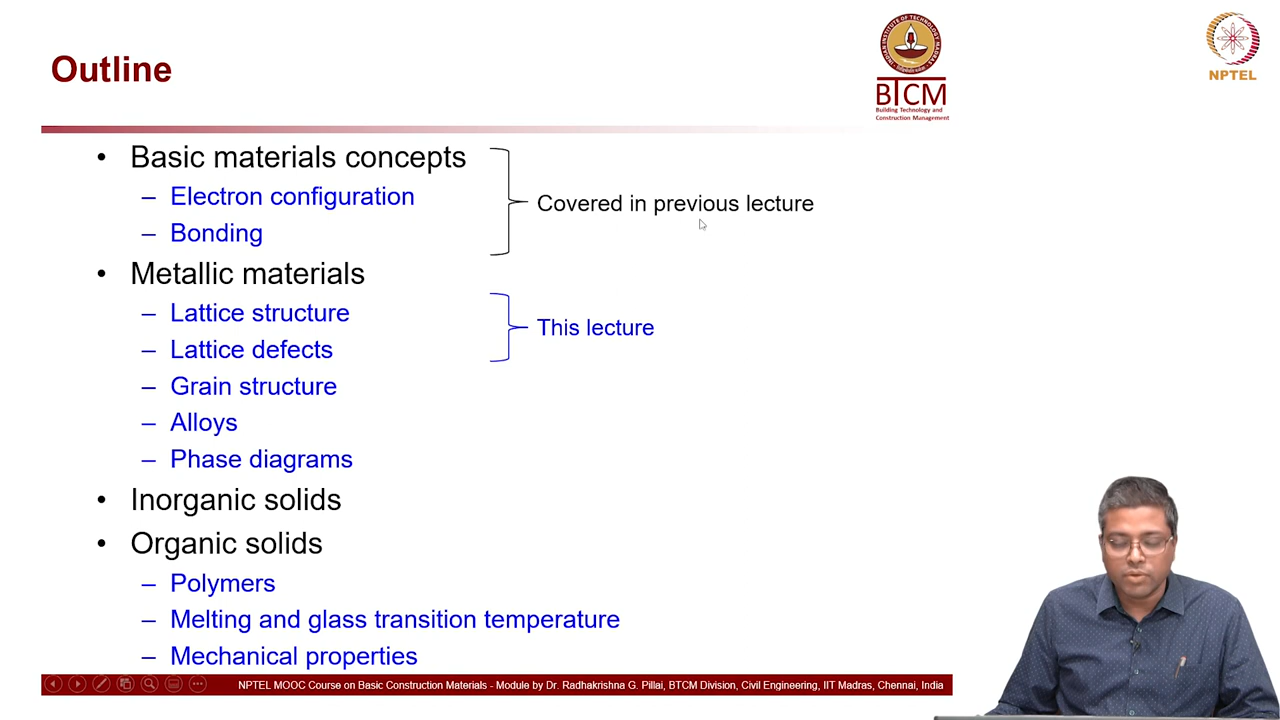 Outline
BTCM
Building Technology and
Construction Management
NPTEL
• Basic materials concepts
– Electron configuration
– Bonding
Covered in previous lecture
• Metallic materials
– Lattice structure
– Lattice defects
This lecture
– Grain structure
– Alloys
– Phase diagrams
• Inorganic solids
• Organic solids
– Polymers
– Melting and glass transition temperature
– Mechanical properties
NPTEL MOOC Course on Basic Construction Materials - Module by Dr. Radhakrishna G. Pillai, BTCM Division, Civil Engineering, IIT Madras, Chennai, India